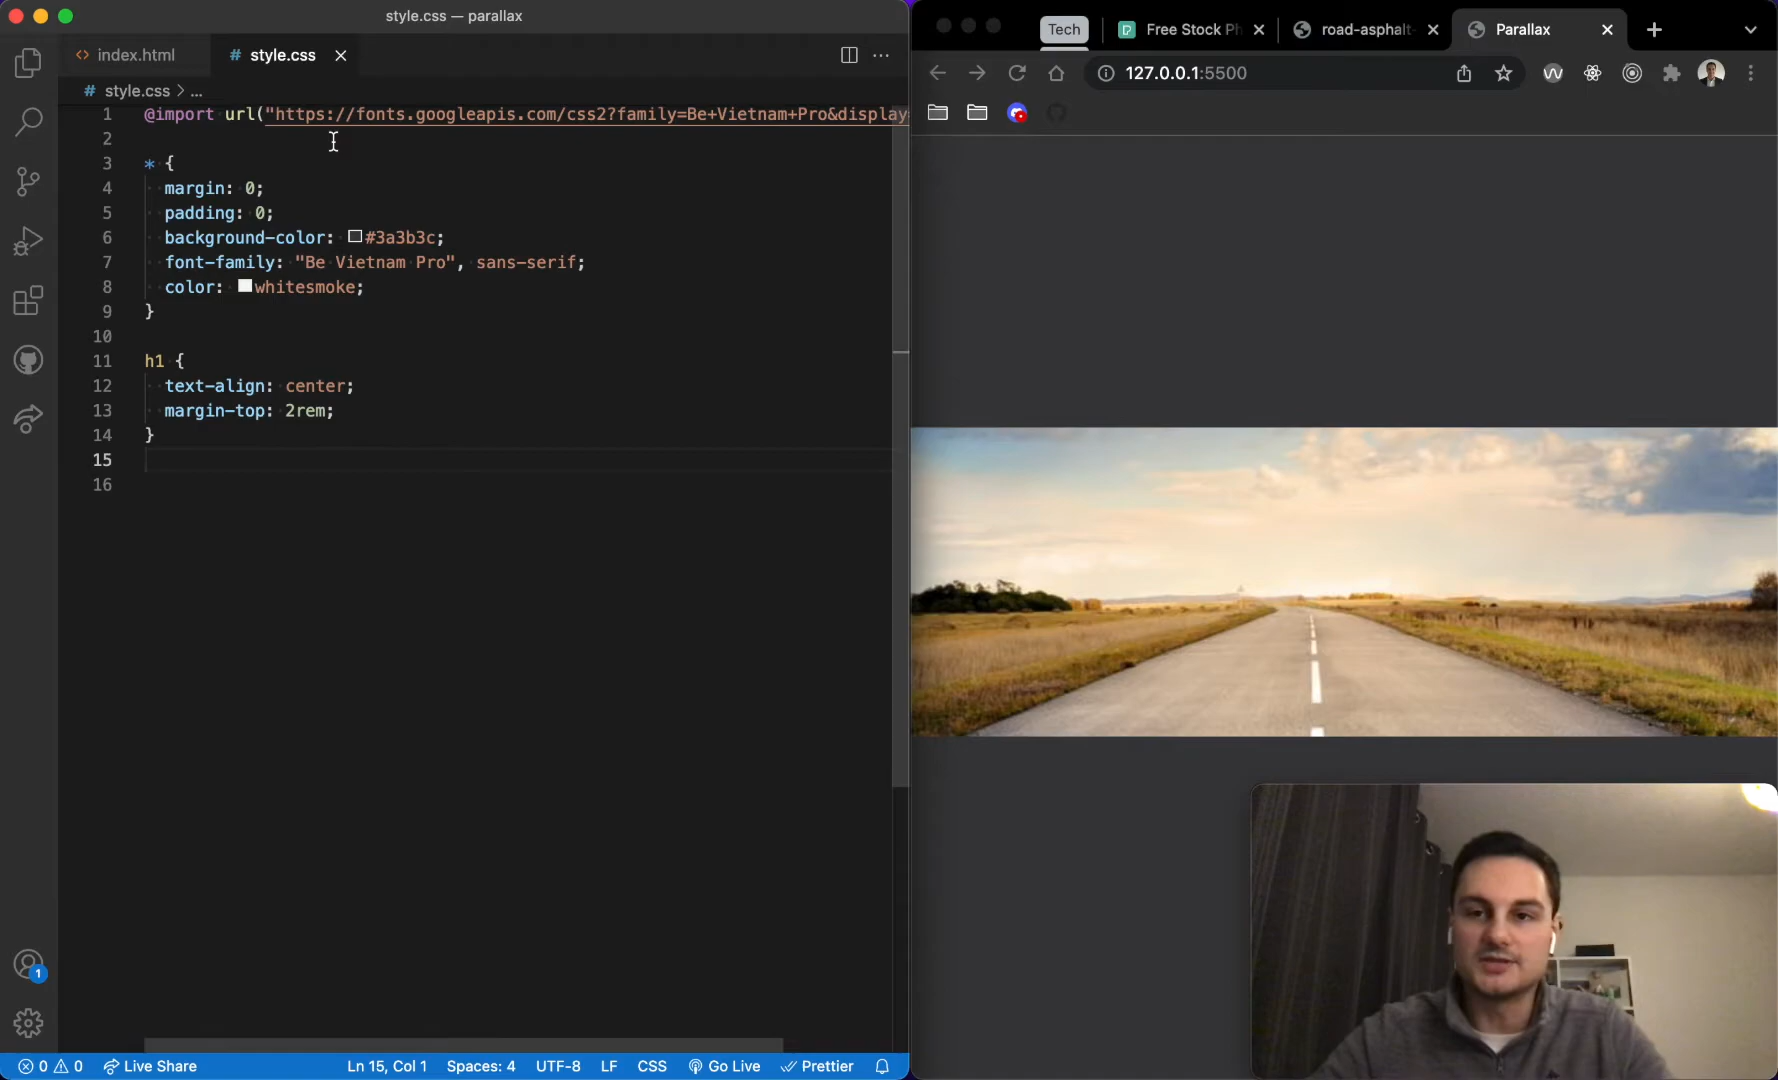 style.css — parallax
index.html
# style.css
# style.css > ...
1 @import url("https://fonts.googleapis.com/css2?family=Be+Vietnam+Pro&display
2
3 * {
4 margin: 0;
5 padding: 0;
6 background-color: #3a3b3c;
7 font-family: "Be Vietnam Pro", sans-serif;
8 color: whitesmoke;
9 }
10
11 h1 {
12 text-align: center;
13 margin-top: 2rem;
14 }
15
16
1
0 0 Live Share Ln 15, Col 1 Spaces: 4 UTF-8 LF CSS Go Live Prettier
Tech Free Stock Ph road-asphalt- Parallax
127.0.0.1:5500